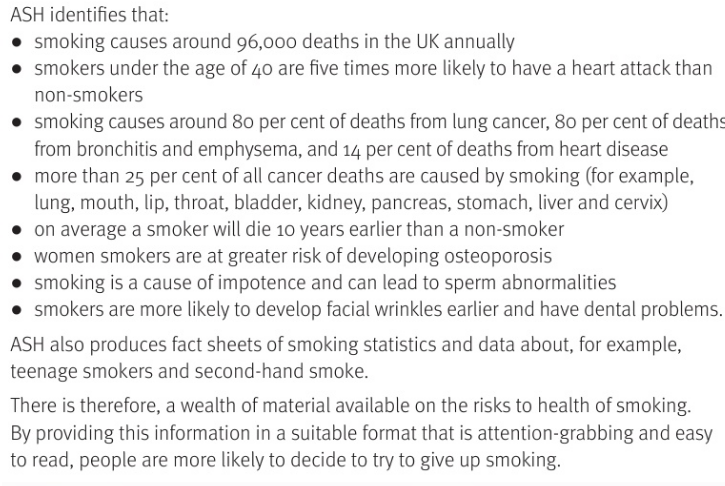 ASH identifies that:
● smoking causes around 96,000 deaths in the UK annually
● smokers under the age of 40 are five times more likely to have a heart attack than
non-smokers
● smoking causes around 80 per cent of deaths from lung cancer, 80 per cent of deaths
from bronchitis and emphysema, and 14 per cent of deaths from heart disease
● more than 25 per cent of all cancer deaths are caused by smoking (for example,
lung, mouth, lip, throat, bladder, kidney, pancreas, stomach, liver and cervix)
● on average a smoker will die 10 years earlier than a non-smoker
● women smokers are at greater risk of developing osteoporosis
● smoking is a cause of impotence and can lead to sperm abnormalities
● smokers are more likely to develop facial wrinkles earlier and have dental problems.
ASH also produces fact sheets of smoking statistics and data about, for example,
teenage smokers and second-hand smoke.
There is therefore, a wealth of material available on the risks to health of smoking.
By providing this information in a suitable format that is attention-grabbing and easy
to read, people are more likely to decide to try to give up smoking.